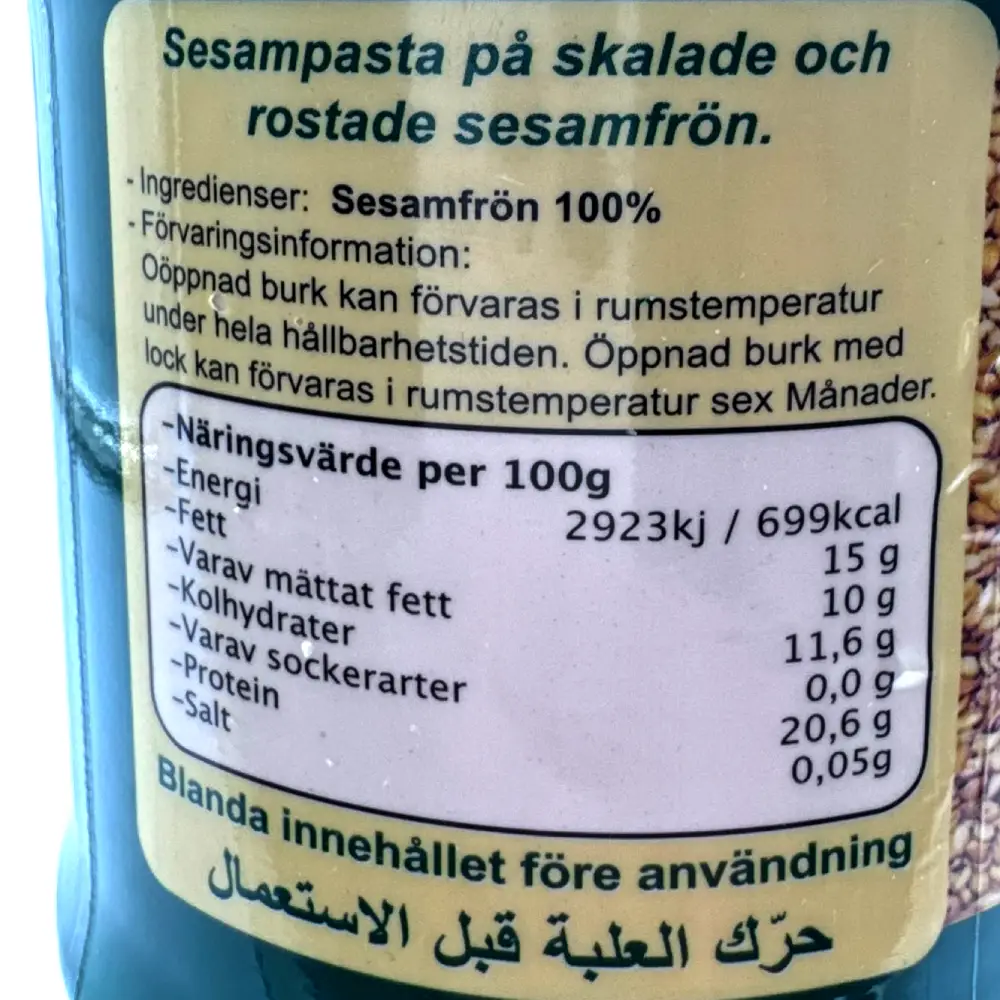 Sesampasta på skalade och
rostade sesamfrön.
- Ingredienser: Sesamfrön 100%
- Förvaringsinformation:
Oöppnad burk kan förvaras i rumstemperatur
under hela hållbarhetstiden. Öppnad burk med
lock kan förvaras i rumstemperatur sex Månader.
-Näringsvärde per 100g
-Energi 2923kj / 699kcal
-Fett 15 g
-Varav mättat fett 10 g
-Kolhydrater 11,6 g
-Varav sockerarter 0,0 g
-Protein 20,6 g
-Salt 0,05g
Blanda innehållet före användning
حرّك العلبة قبل الاستعمال